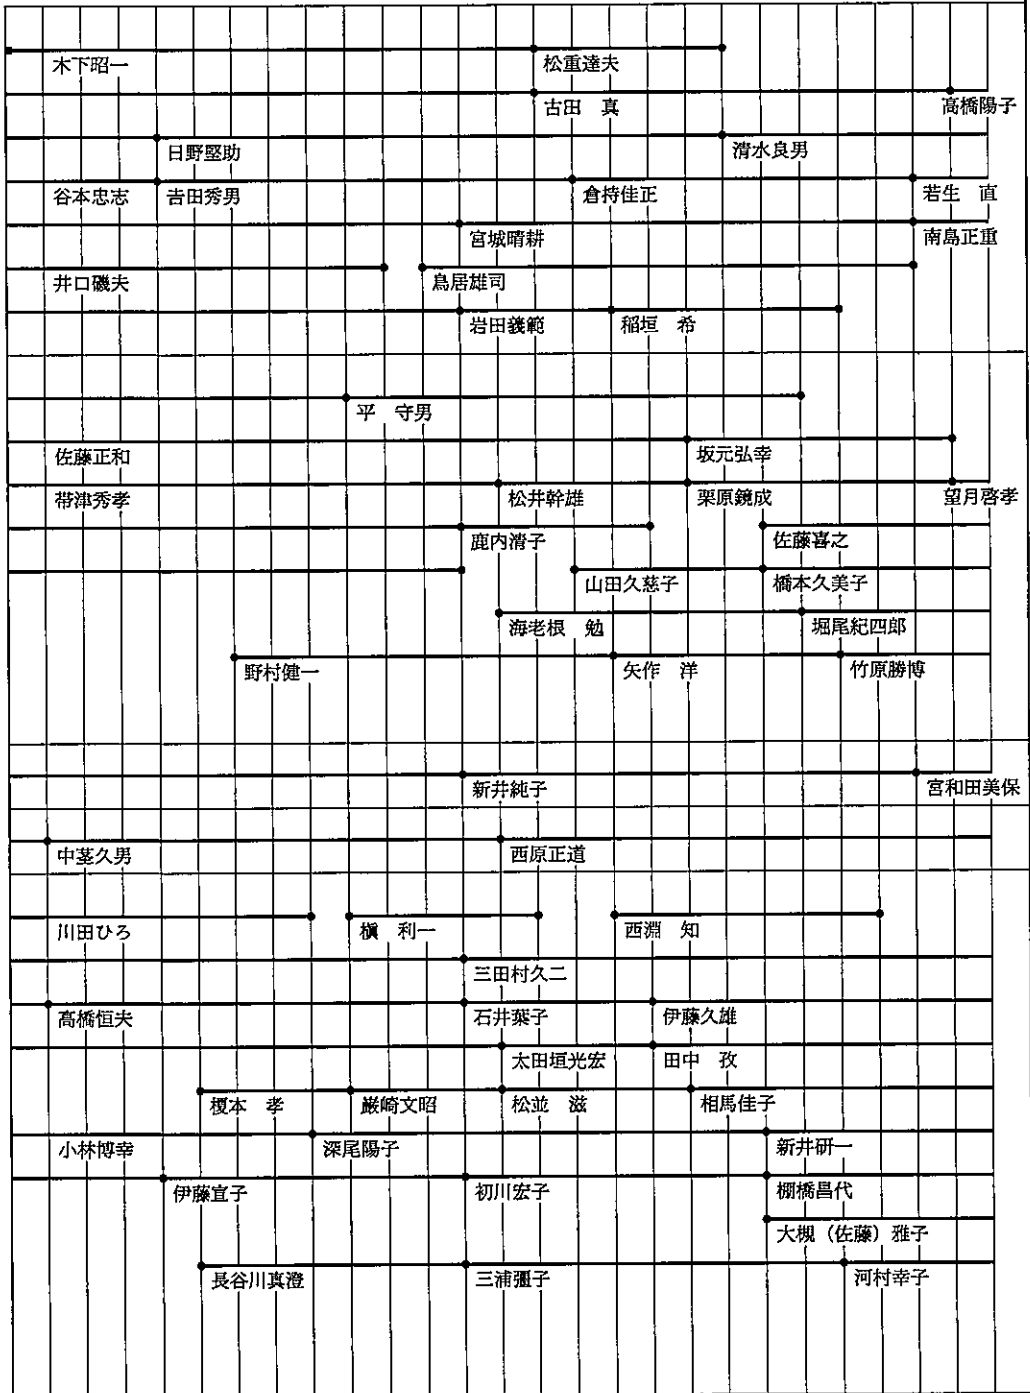 木下昭一 松重達夫
古田 真 高橋陽子
日野堅助 清水良男
谷本忠志 吉田秀男 倉持佳正 若生 直
宮城晴耕 南島正重
井口磯夫 鳥居雄司
岩田義範 稲垣 希
平 守男
佐藤正和 坂元弘幸
帯津秀孝 松井幹雄 栗原鏡成 望月啓孝
鹿内清子 佐藤喜之
山田久慈子 橋本久美子
海老根 勉 堀尾紀四郎
野村健一 矢作 洋 竹原勝博
新井純子 宮和田美保
中茎久男 西原正道
川田ひろ 槇 利一 西淵 知
三田村久二
高橋恒夫 石井葉子 伊藤久雄
太田垣光宏 田中 孜
榎本 孝 巌崎文昭 松並 滋 相馬佳子
小林博幸 深尾陽子 新井研一
伊藤宣子 初川宏子 棚橋昌代
大槻（佐藤）雅子
長谷川真澄 三浦彌子 河村幸子